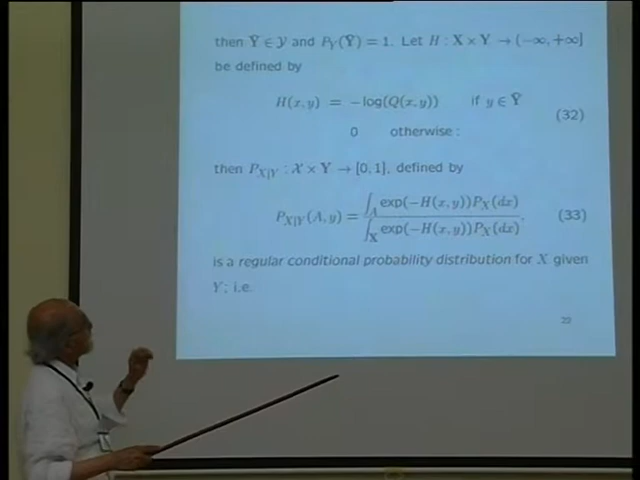 then Ȳ ∈ 𝒴 and P_Y(Ȳ) = 1. Let H : X × Y → (−∞, +∞]
be defined by
H(x, y) = −log(Q(x, y)) if y ∈ Ȳ
(32)
0 otherwise :
then P_{X|Y} : 𝒳 × Y → [0, 1], defined by
P_{X|Y}(A, y) = ∫_A exp(−H(x, y))P_X(dx) / ∫_X exp(−H(x, y))P_X(dx) . (33)
is a regular conditional probability distribution for X given
Y; i.e.
22